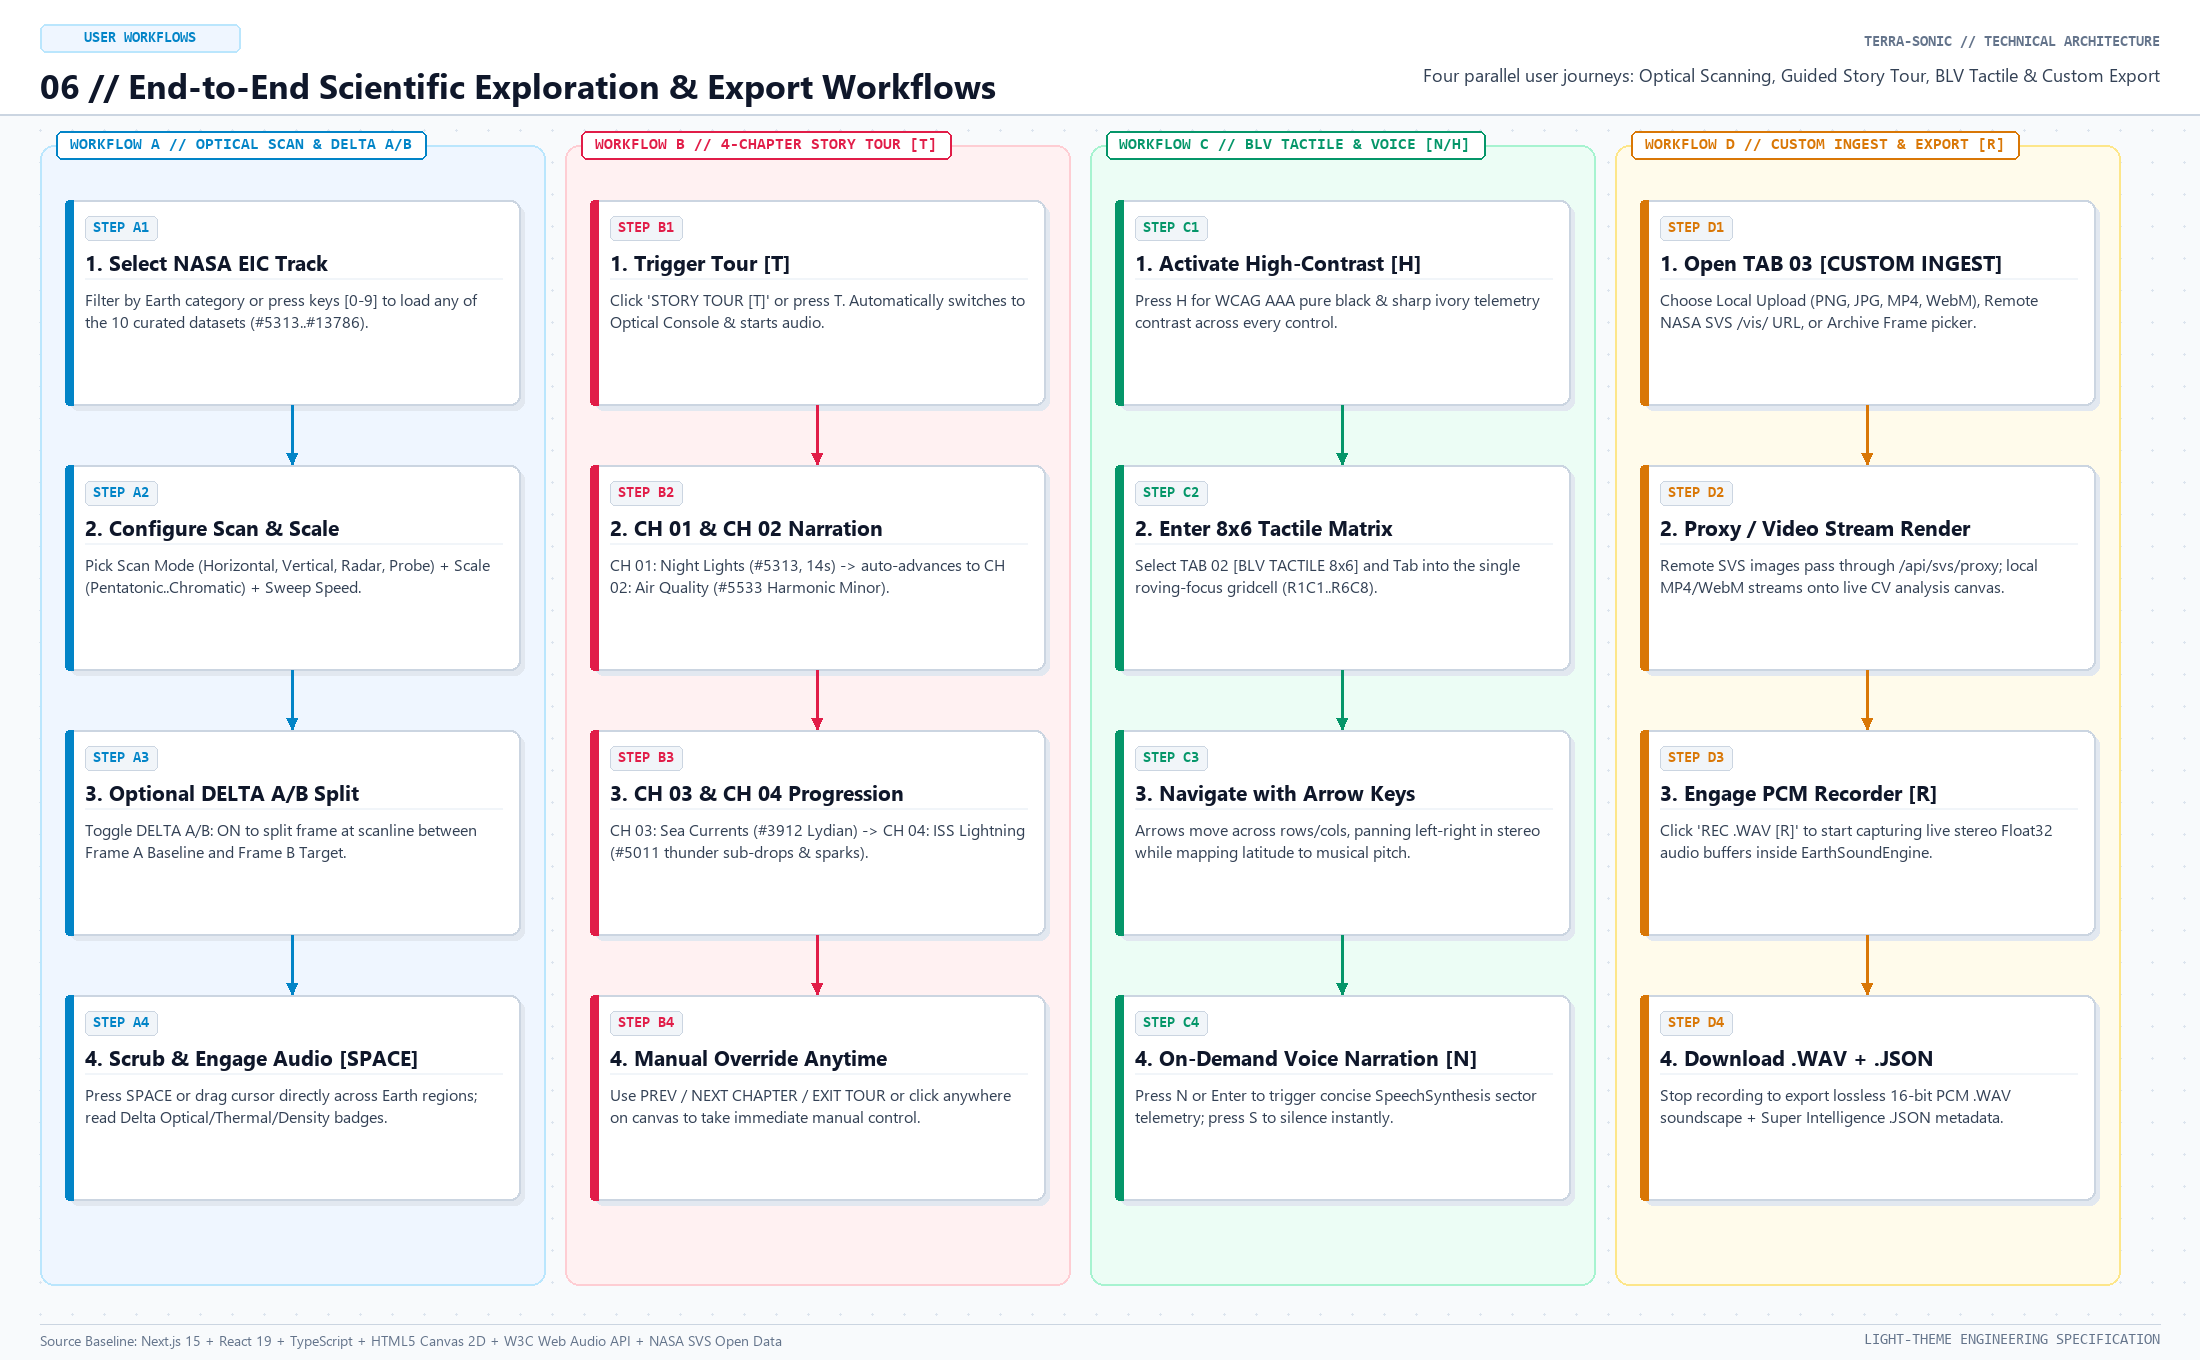 USER WORKFLOWS
TERRA-SONIC // TECHNICAL ARCHITECTURE
06 // End-to-End Scientific Exploration & Export Workflows
Four parallel user journeys: Optical Scanning, Guided Story Tour, BLV Tactile & Custom Export
WORKFLOW A // OPTICAL SCAN & DELTA A/B
STEP A1
1. Select NASA EIC Track
Filter by Earth category or press keys [0-9] to load any of
the 10 curated datasets (#5313..#13786).
STEP A2
2. Configure Scan & Scale
Pick Scan Mode (Horizontal, Vertical, Radar, Probe) + Scale
(Pentatonic..Chromatic) + Sweep Speed.
STEP A3
3. Optional DELTA A/B Split
Toggle DELTA A/B: ON to split frame at scanline between
Frame A Baseline and Frame B Target.
STEP A4
4. Scrub & Engage Audio [SPACE]
Press SPACE or drag cursor directly across Earth regions;
read Delta Optical/Thermal/Density badges.
WORKFLOW B // 4-CHAPTER STORY TOUR [T]
STEP B1
1. Trigger Tour [T]
Click 'STORY TOUR [T]' or press T. Automatically switches to
Optical Console & starts audio.
STEP B2
2. CH 01 & CH 02 Narration
CH 01: Night Lights (#5313, 14s) -> auto-advances to CH
02: Air Quality (#5533 Harmonic Minor).
STEP B3
3. CH 03 & CH 04 Progression
CH 03: Sea Currents (#3912 Lydian) -> CH 04: ISS Lightning
(#5011 thunder sub-drops & sparks).
STEP B4
4. Manual Override Anytime
Use PREV / NEXT CHAPTER / EXIT TOUR or click anywhere
on canvas to take immediate manual control.
WORKFLOW C // BLV TACTILE & VOICE [N/H]
STEP C1
1. Activate High-Contrast [H]
Press H for WCAG AAA pure black & sharp ivory telemetry
contrast across every control.
STEP C2
2. Enter 8x6 Tactile Matrix
Select TAB 02 [BLV TACTILE 8x6] and Tab into the single
roving-focus gridcell (R1C1..R6C8).
STEP C3
3. Navigate with Arrow Keys
Arrows move across rows/cols, panning left-right in stereo
while mapping latitude to musical pitch.
STEP C4
4. On-Demand Voice Narration [N]
Press N or Enter to trigger concise SpeechSynthesis sector
telemetry; press S to silence instantly.
WORKFLOW D // CUSTOM INGEST & EXPORT [R]
STEP D1
1. Open TAB 03 [CUSTOM INGEST]
Choose Local Upload (PNG, JPG, MP4, WebM), Remote
NASA SVS /vis/ URL, or Archive Frame picker.
STEP D2
2. Proxy / Video Stream Render
Remote SVS images pass through /api/svs/proxy; local
MP4/WebM streams onto live CV analysis canvas.
STEP D3
3. Engage PCM Recorder [R]
Click 'REC .WAV [R]' to start capturing live stereo Float32
audio buffers inside EarthSoundEngine.
STEP D4
4. Download .WAV + .JSON
Stop recording to export lossless 16-bit PCM .WAV
soundscape + Super Intelligence .JSON metadata.
Source Baseline: Next.js 15 + React 19 + TypeScript + HTML5 Canvas 2D + W3C Web Audio API + NASA SVS Open Data
LIGHT-THEME ENGINEERING SPECIFICATION